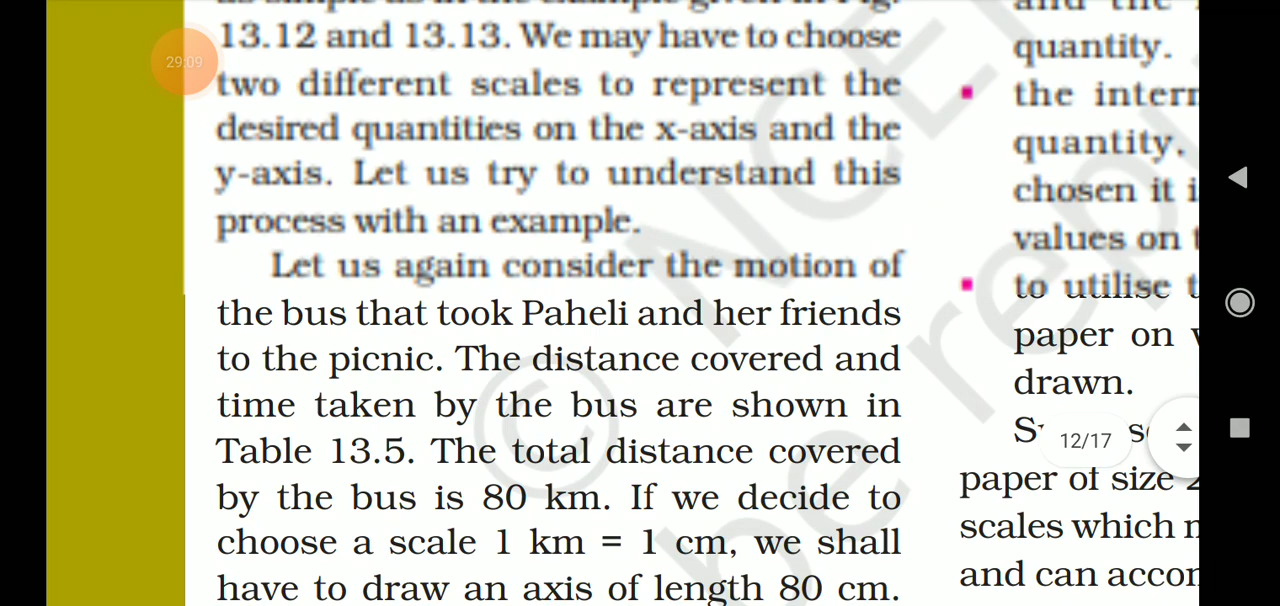 13.12 and 13.13. We may have to choose
two different scales to represent the
desired quantities on the x-axis and the
y-axis. Let us try to understand this
process with an example.
Let us again consider the motion of
the bus that took Paheli and her friends
to the picnic. The distance covered and
time taken by the bus are shown in
Table 13.5. The total distance covered
by the bus is 80 km. If we decide to
choose a scale 1 km = 1 cm, we shall
have to draw an axis of length 80 cm.
and the
quantity.
the
quantity.
chosen it
values on
to utilise
paper on
drawn.
paper of size
scales which
and can
29:09
12/17
© NCE
be rep